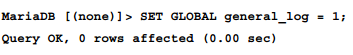 MariaDB [(none)]> SET GLOBAL general_log = 1;
Query OK, 0 rows affected (0.00 sec)